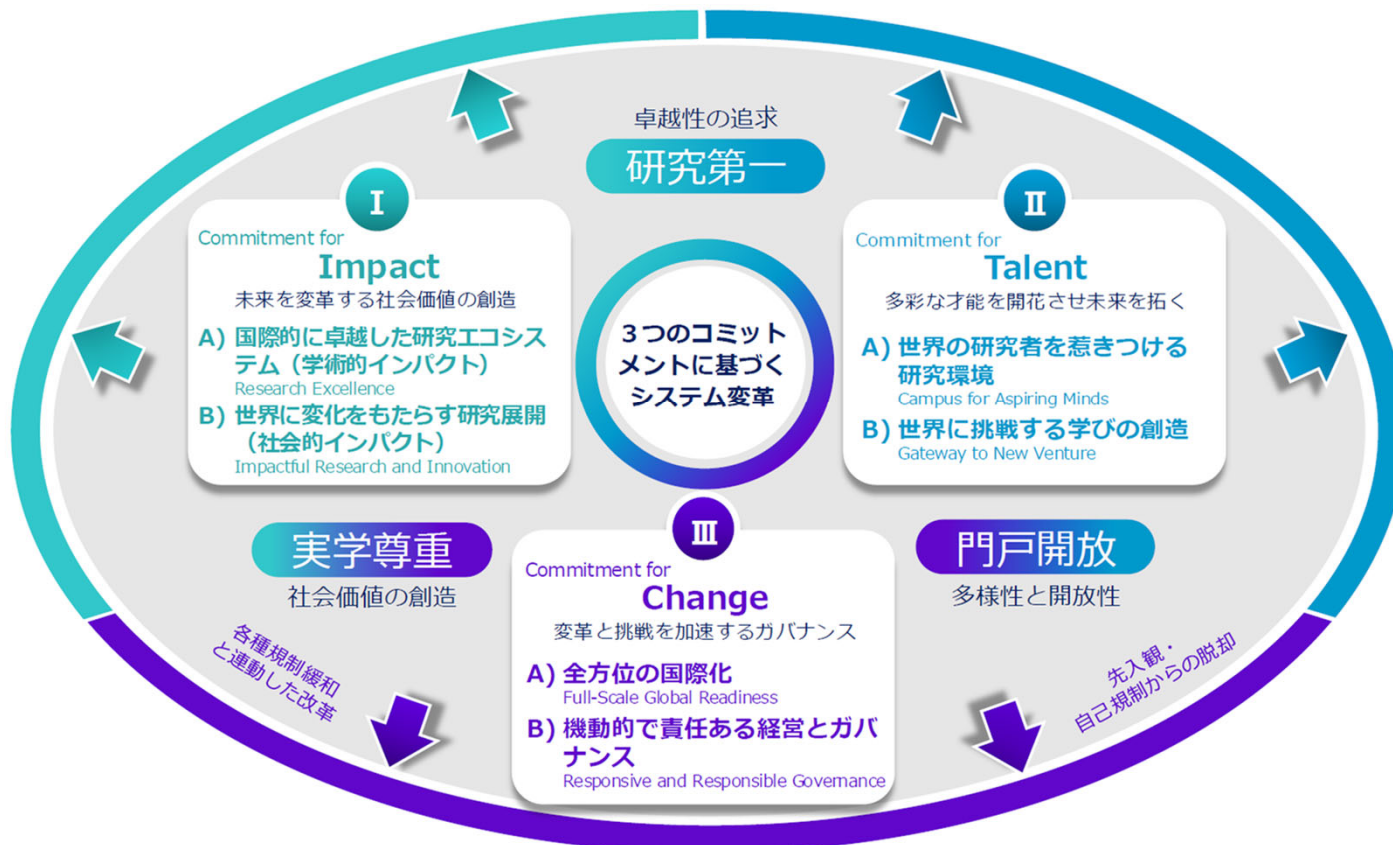 卓越性の追求
研究第一
I
Commitment for
Impact
未来を変革する社会価値の創造
A) 国際的に卓越した研究エコシス
テム（学術的インパクト）
Research Excellence
B) 世界に変化をもたらす研究展開
（社会的インパクト）
Impactful Research and Innovation
３つのコミット
メントに基づく
システム変革
II
Commitment for
Talent
多彩な才能を開花させ未来を拓く
A) 世界の研究者を惹きつける
研究環境
Campus for Aspiring Minds
B) 世界に挑戦する学びの創造
Gateway to New Venture
実学尊重
社会価値の創造
III
Commitment for
Change
変革と挑戦を加速するガバナンス
A) 全方位の国際化
Full-Scale Global Readiness
B) 機動的で責任ある経営とガバ
ナンス
Responsive and Responsible Governance
門戸開放
多様性と開放性
各種規制緩和
と連動した改革
先入観・
自己規制からの脱却